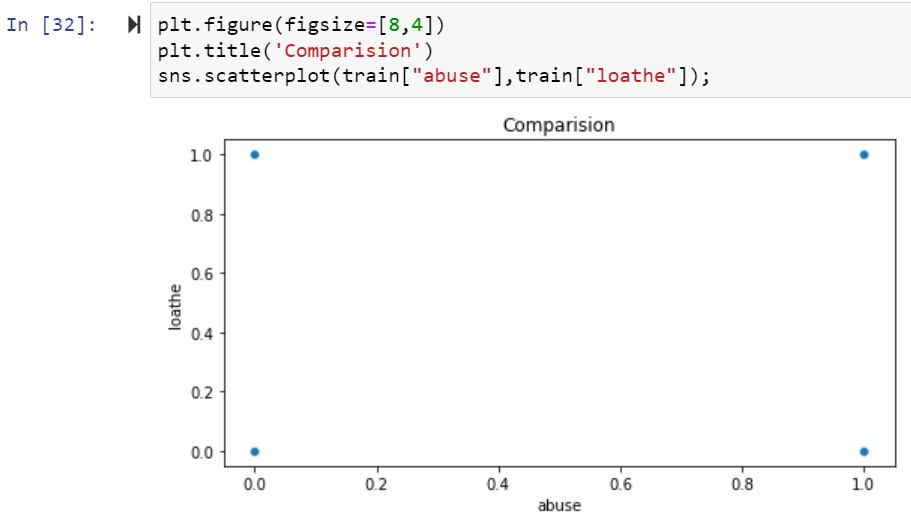 In [32]:
plt.figure(figsize=[8,4])
plt.title('Comparision')
sns.scatterplot(train["abuse"],train["loathe"]);
Comparision
1.0
0.8
0.6
0.4
0.2
0.0
loathe
0.0 0.2 0.4 0.6 0.8 1.0
abuse